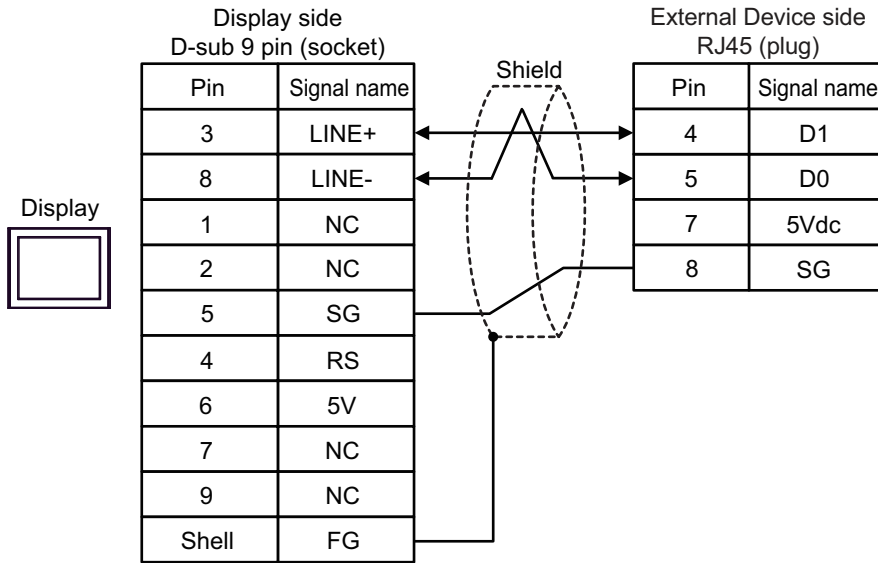 Display side
D-sub 9 pin (socket)
External Device side
RJ45 (plug)
Shield
Display
Pin Signal name
3 LINE+
8 LINE-
1 NC
2 NC
5 SG
4 RS
6 5V
7 NC
9 NC
Shell FG
Pin Signal name
4 D1
5 D0
7 5Vdc
8 SG